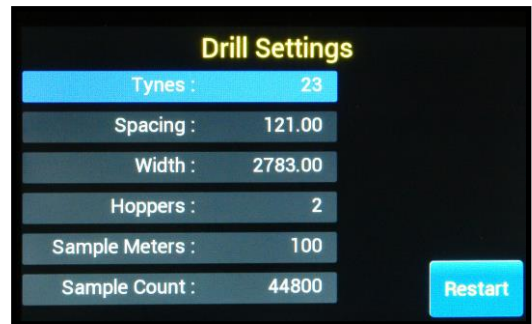 Drill Settings
Tynes : 23
Spacing : 121.00
Width : 2783.00
Hoppers : 2
Sample Meters : 100
Sample Count : 44800
Restart